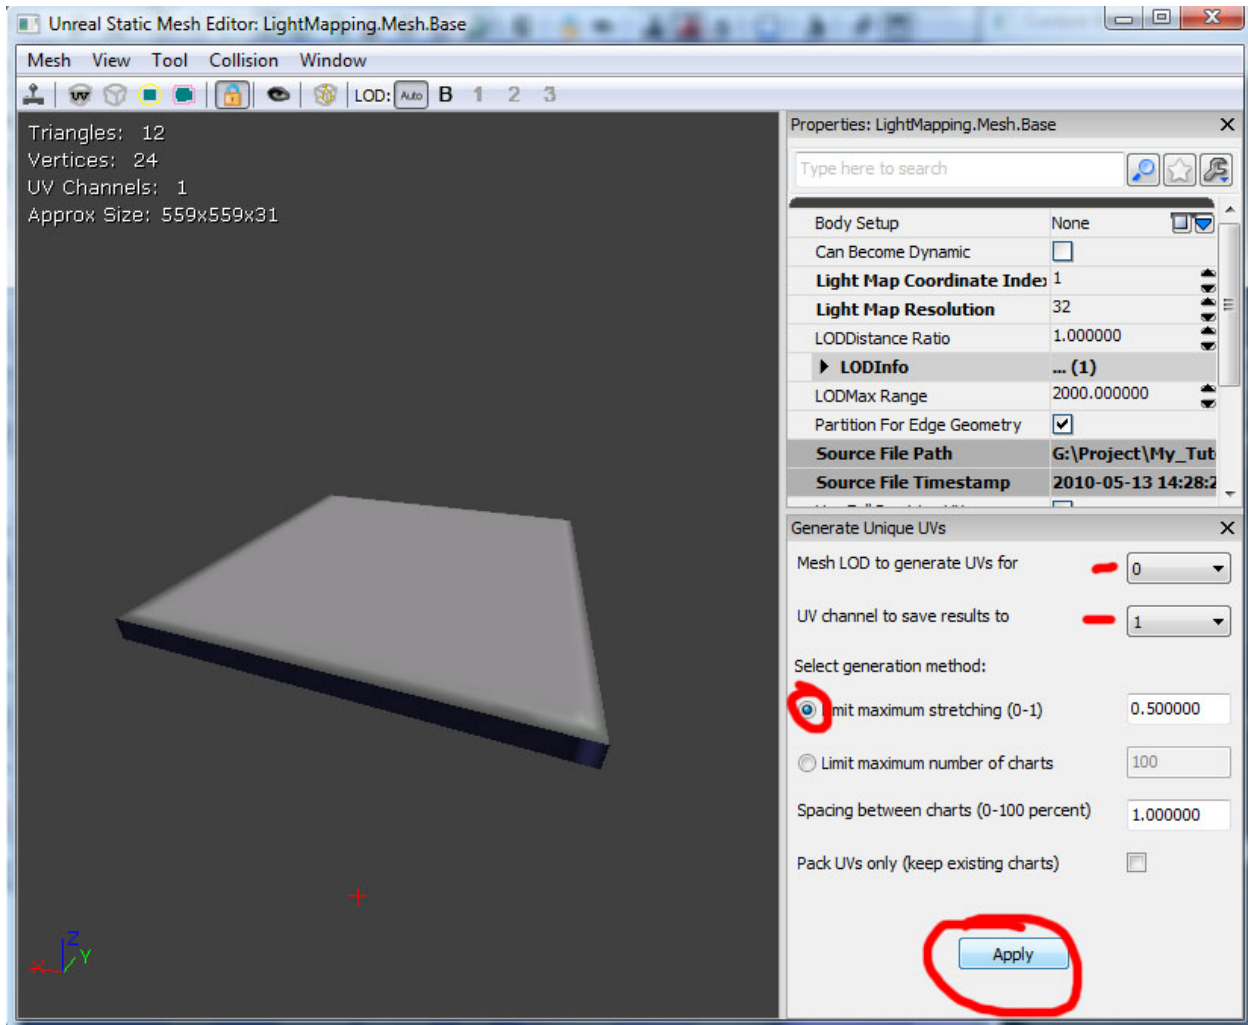 Unreal Static Mesh Editor: LightMapping.Mesh.Base
Mesh View Tool Collision Window
UV LOD: Auto B 1 2 3
Triangles: 12
Vertices: 24
UV Channels: 1
Approx Size: 559x559x31
Z
X Y
Properties: LightMapping.Mesh.Base
Type here to search
Body Setup None
Can Become Dynamic
Light Map Coordinate Index 1
Light Map Resolution 32
LODDistance Ratio 1.000000
LODInfo ... (1)
LODMax Range 2000.000000
Partition For Edge Geometry
Source File Path G:\Project\My_Tut
Source File Timestamp 2010-05-13 14:28:2
Generate Unique UVs
Mesh LOD to generate UVs for 0
UV channel to save results to 1
Select generation method:
Limit maximum stretching (0-1) 0.500000
Limit maximum number of charts 100
Spacing between charts (0-100 percent) 1.000000
Pack UVs only (keep existing charts)
Apply